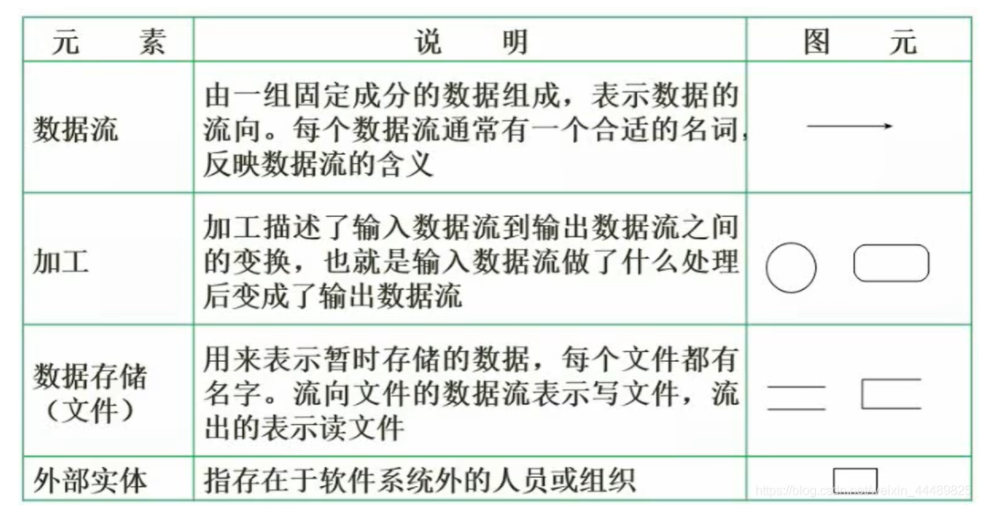 元 素 说 明 图 元
数据流
由一组固定成分的数据组成，表示数据的
流向。每个数据流通常有一个合适的名词，
反映数据流的含义
加工
加工描述了输入数据流到输出数据流之间
的变换，也就是输入数据流做了什么处理
后变成了输出数据流
数据存储
（文件）
用来表示暂时存储的数据，每个文件都有
名字。流向文件的数据流表示写文件，流
出的表示读文件
外部实体
指存在于软件系统外的人员或组织